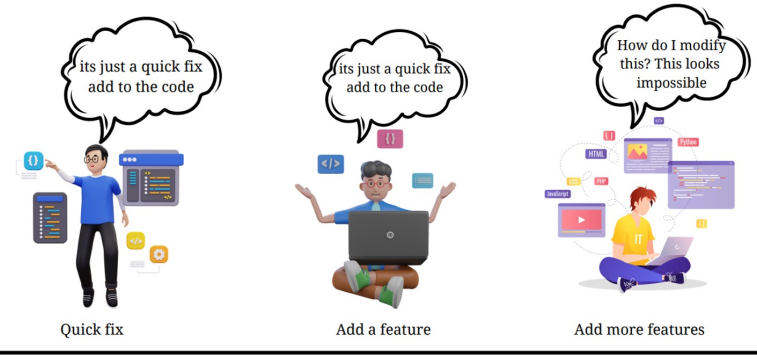 its just a quick fix
add to the code
its just a quick fix
add to the code
How do I modify
this? This looks
impossible
{}
</>
{}
</>
</>
[ ]
HTML
Python
PHP
JavaScript
IT
Quick fix
Add a feature
Add more features